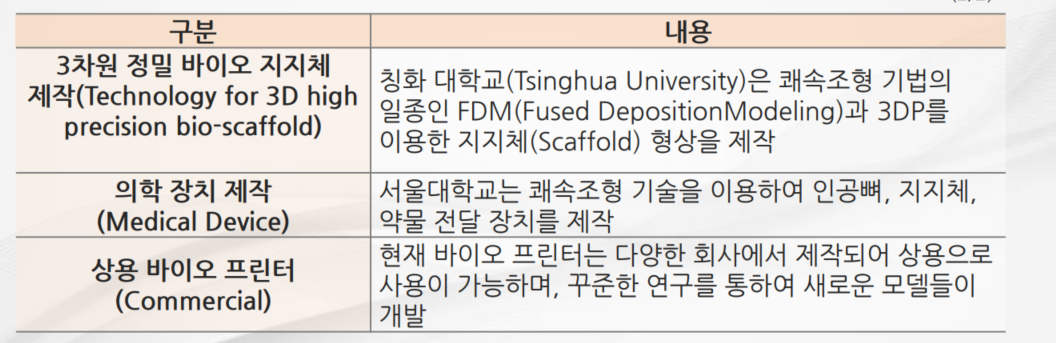 구분
내용
3차원 정밀 바이오 지지체
제작(Technology for 3D high
precision bio-scaffold)
칭화 대학교(Tsinghua University)은 쾌속조형 기법의
일종인 FDM(Fused DepositionModeling)과 3DP를
이용한 지지체(Scaffold) 형상을 제작
의학 장치 제작
(Medical Device)
서울대학교는 쾌속조형 기술을 이용하여 인공뼈, 지지체,
약물 전달 장치를 제작
상용 바이오 프린터
(Commercial)
현재 바이오 프린터는 다양한 회사에서 제작되어 상용으로
사용이 가능하며, 꾸준한 연구를 통하여 새로운 모델들이
개발